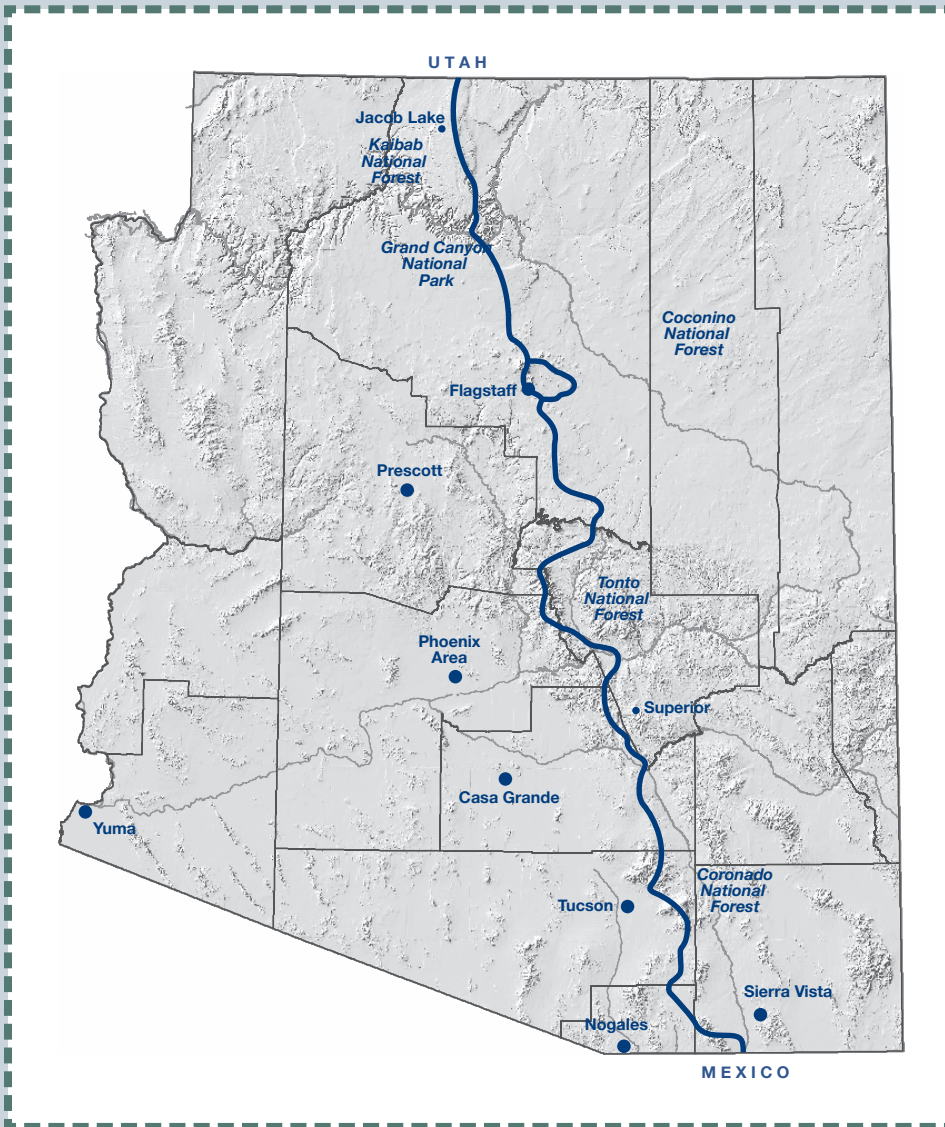 UTAH
Jacob Lake
Kaibab
National
Forest
Grand Canyon
National
Park
Coconino
National
Forest
Flagstaff
Prescott
Tonto
National
Forest
Phoenix
Area
Superior
Casa Grande
Yuma
Coronado
National
Forest
Tucson
Sierra Vista
Nogales
MEXICO